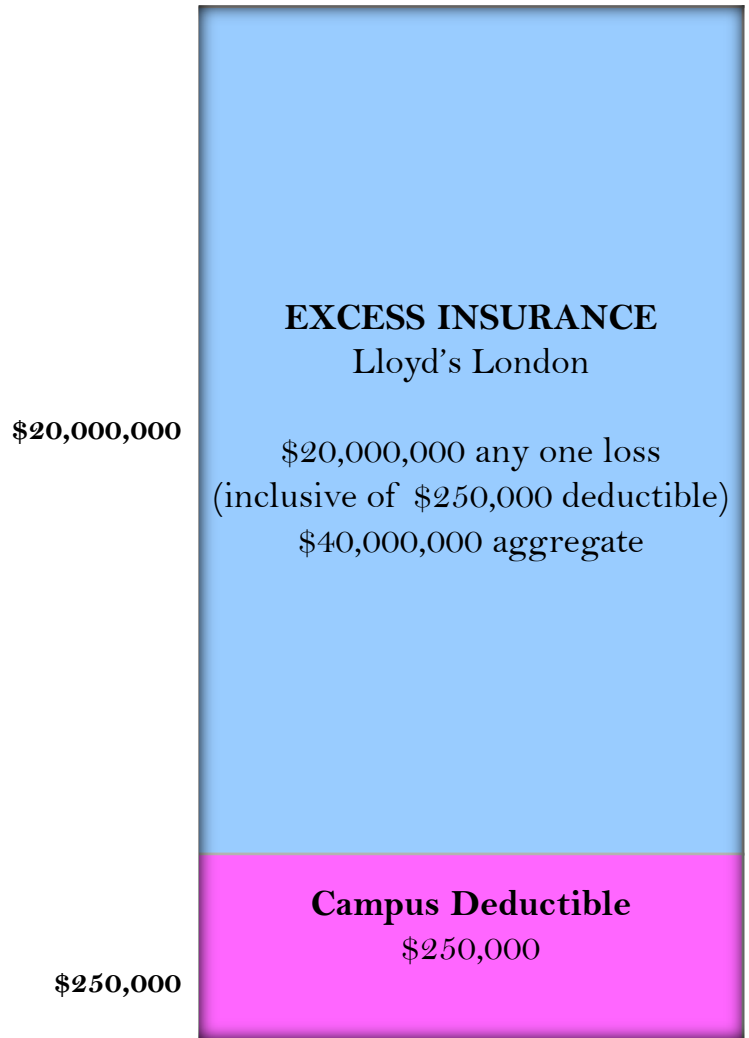 EXCESS INSURANCE
Lloyd’s London
$20,000,000
$20,000,000 any one loss
(inclusive of $250,000 deductible)
$40,000,000 aggregate
Campus Deductible
$250,000
$250,000